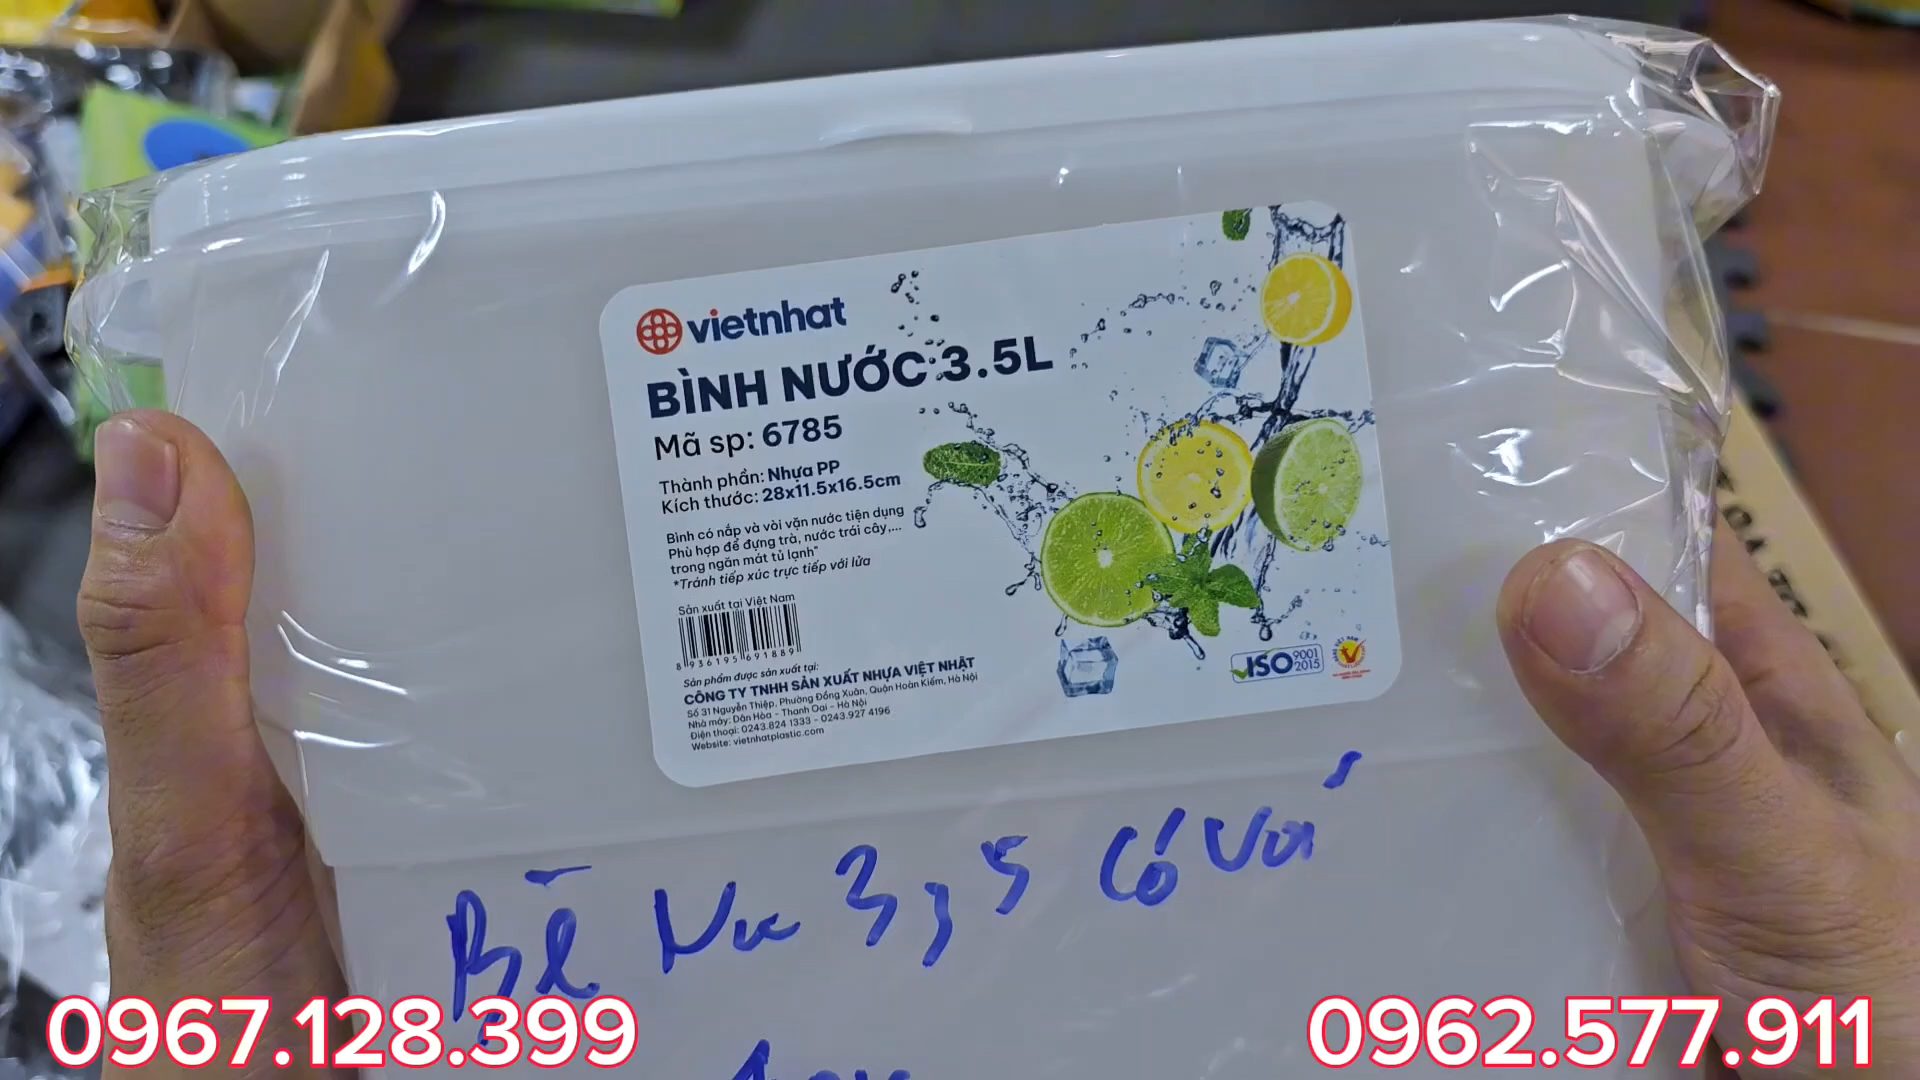 vietnhat
BÌNH NƯỚC 3.5L
Mã sp: 6785
Thành phần: Nhựa PP
Kích thước: 28x11.5x16.5cm
Bình có nắp và vòi vặn nước tiện dụng
Phù hợp để đựng trà, nước trái cây,...
trong ngăn mát tủ lạnh"
*Tránh tiếp xúc trực tiếp với lửa
Sản xuất tại Việt Nam
8 936195 691889
Sản phẩm được sản xuất tại:
CÔNG TY TNHH SẢN XUẤT NHỰA VIỆT NHẬT
Số 31 Nguyễn Thiệp, Phường Đồng Xuân, Quận Hoàn Kiếm, Hà Nội
Nhà máy: Dân Hòa - Thanh Oai - Hà Nội
Điện thoại: 0243.824 1333 - 0243.927 4196
Website: vietnhatplastic.com
ISO 9001 2015
3,5 có
0967.128.399
0962.577.911